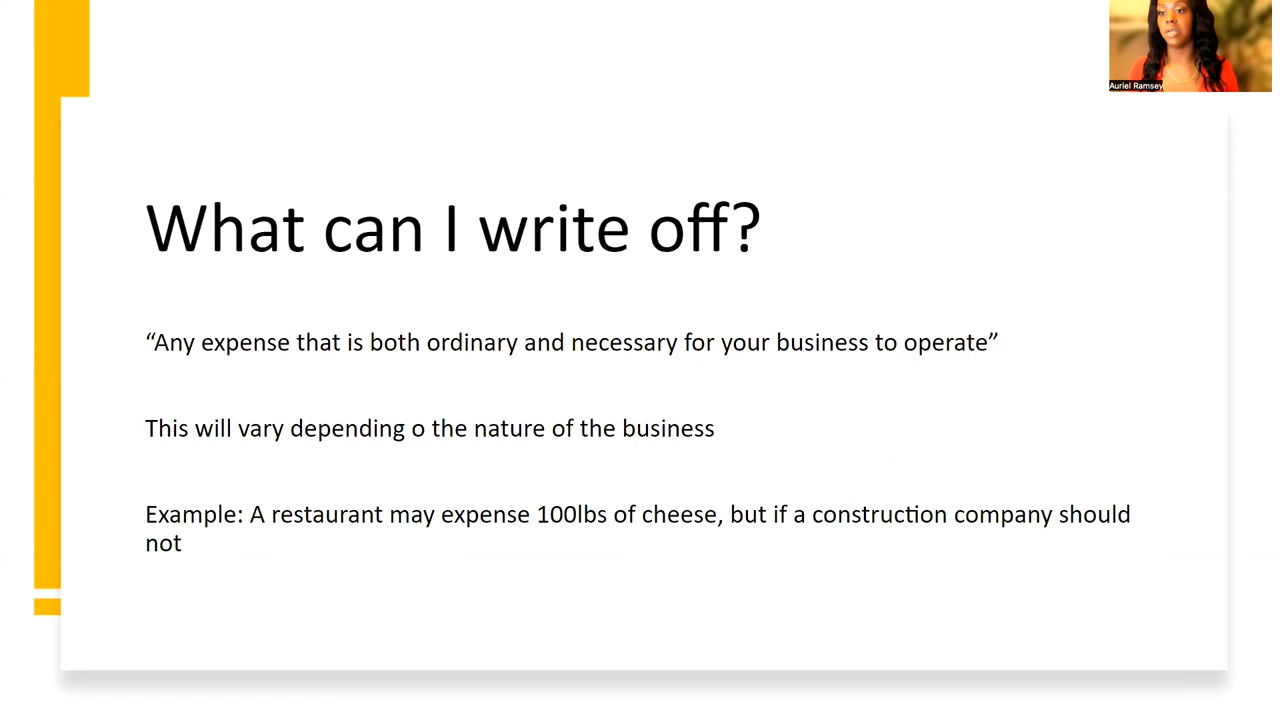 Auriel Ramsey
What can I write off?
“Any expense that is both ordinary and necessary for your business to operate”
This will vary depending o the nature of the business
Example: A restaurant may expense 100lbs of cheese, but if a construction company should
not